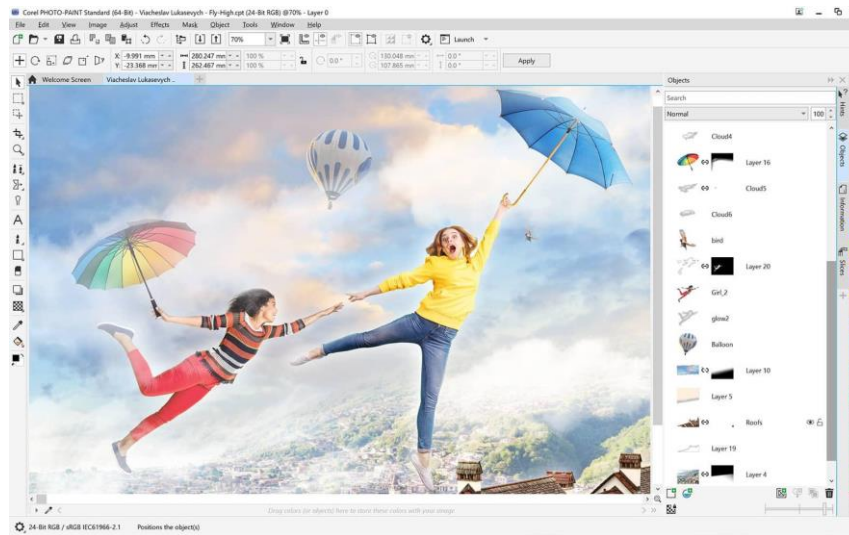 Corel PHOTO-PAINT Standard (64-Bit) - Viacheslav Lukasevych - Fly-High.rpt (24-Bit RGB) @70% - Layer 0
File Edit View Image Adjust Effects Mask Object Tools Window Help
70% Launch
X: -9.991 mm 280.247 mm 100 % 0.0 ° 130.048 mm 0.0 °
Y: -23.368 mm 262.467 mm 100 % 107.865 mm 0.0 ° Apply
Welcome Screen Viacheslav Lukasevych ..
Objects
Search
Normal 100
Cloud4
Layer 16
Cloud5
Cloud6
bird
Layer 20
Girl_2
glow2
Balloon
Layer 10
Layer 5
Roofs
Layer 19
Layer 4
Hints
Objects
Information
Slices
Drag colors (or objects) here to store these colors with your image
24-Bit RGB / sRGB IEC61966-2.1 Positions the object(s)